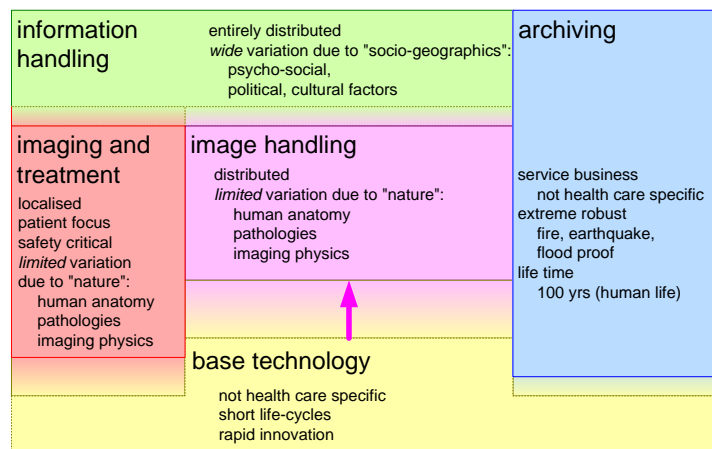 information
handling
entirely distributed
wide variation due to "socio-geographics":
psycho-social,
political, cultural factors
archiving
service business
not health care specific
extreme robust
fire, earthquake,
flood proof
life time
100 yrs (human life)
imaging and
treatment
localised
patient focus
safety critical
limited variation
due to "nature":
human anatomy
pathologies
imaging physics
image handling
distributed
limited variation due to "nature":
human anatomy
pathologies
imaging physics
base technology
not health care specific
short life-cycles
rapid innovation